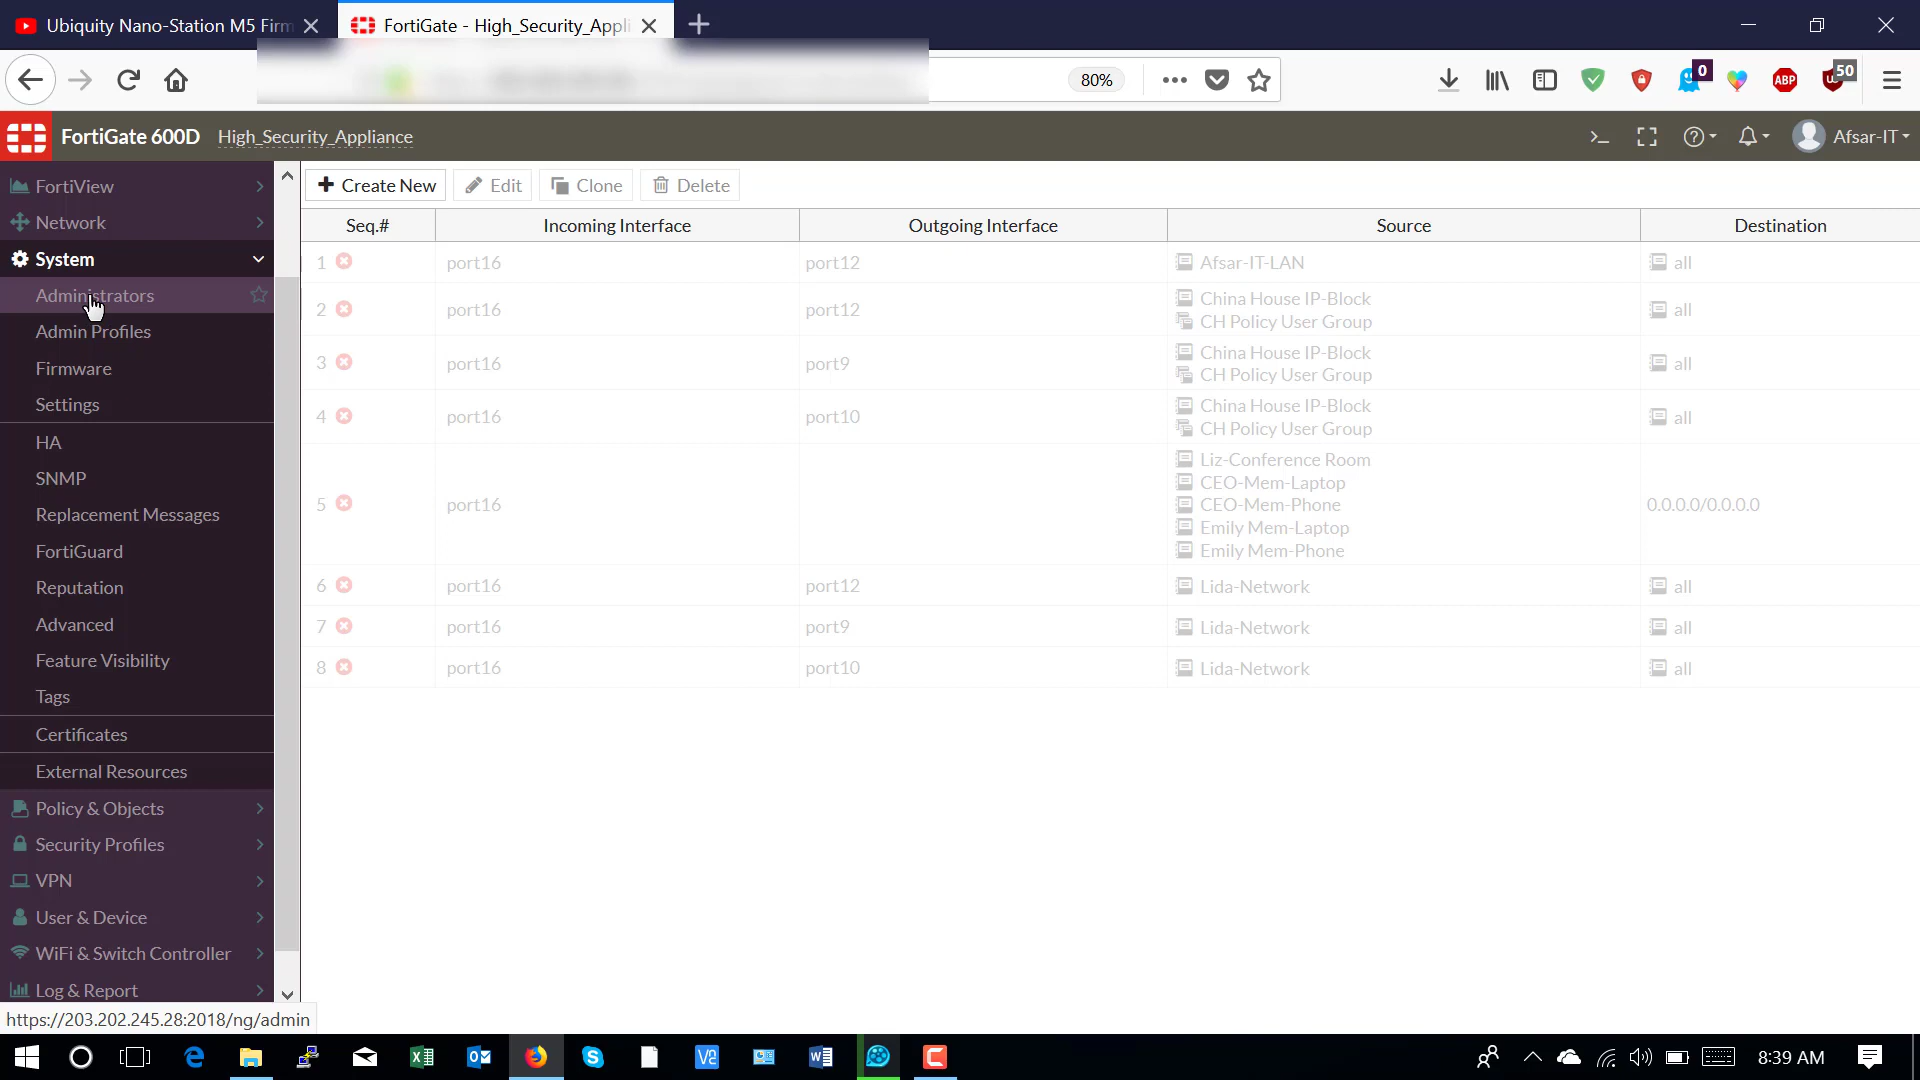 Ubiquity Nano-Station M5 Firm
FortiGate - High_Security_Appli
80%
0
ABP
50
FortiGate 600D
High_Security_Appliance
Afsar-IT
FortiView
Network
System
Administrators
Admin Profiles
Firmware
Settings
HA
SNMP
Replacement Messages
FortiGuard
Reputation
Advanced
Feature Visibility
Tags
Certificates
External Resources
Policy & Objects
Security Profiles
VPN
User & Device
WiFi & Switch Controller
Log & Report
Create New
Edit
Clone
Delete
Seq.# Incoming Interface Outgoing Interface Source Destination
1 port16 port12 Afsar-IT-LAN all
2 port16 port12 China House IP-Block all
CH Policy User Group
3 port16 port9 China House IP-Block all
CH Policy User Group
4 port16 port10 China House IP-Block all
CH Policy User Group
5 port16 Liz-Conference Room 0.0.0.0/0.0.0.0
CEO-Mem-Laptop
CEO-Mem-Phone
Emily Mem-Laptop
Emily Mem-Phone
6 port16 port12 Lida-Network all
7 port16 port9 Lida-Network all
8 port16 port10 Lida-Network all
https://203.202.245.28:2018/ng/admin
8:39 AM